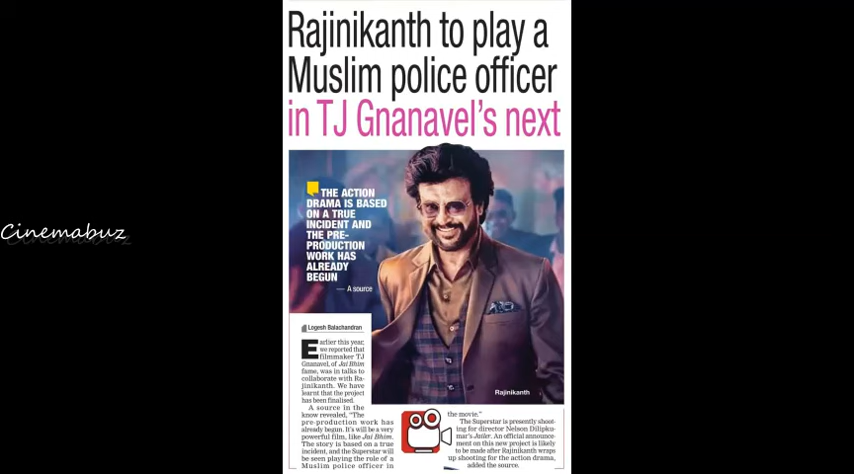 Rajinikanth to play a
Muslim police officer
in TJ Gnanavel's next
THE ACTION
DRAMA IS BASED
ON A TRUE
INCIDENT AND
THE PRE-
PRODUCTION
WORK HAS
ALREADY
BEGUN
— A source
Cinemabuz
Logesh Balachandran
Earlier this year,
we reported that
filmmaker TJ
Gnanavel, of Jai Bhim
fame, was in talks to
collaborate with Ra-
jinikanth. We have
learnt that the project
has been finalised.
A source in the
know revealed, "The
pre-production work has
already begun. It's will be a very
powerful film, like Jai Bhim.
The story is based on a true
incident, and the Superstar will
be seen playing the role of a
Muslim police officer in
Rajinikanth
the movie."
The Superstar is presently shoot-
ing for director Nelson Dilipku-
mar's Jailer. An official announce-
ment on this new project is likely
to be made after Rajinikanth wraps
up shooting for the action drama,
added the source.